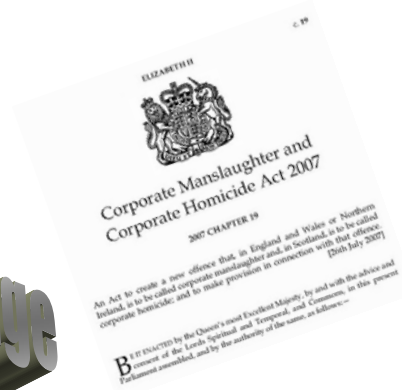 c. 19
ELIZABETH II
Corporate Manslaughter and
Corporate Homicide Act 2007
2007 CHAPTER 19
An Act to create a new offence that, in England and Wales or Northern
Ireland, is to be called corporate manslaughter and, in Scotland, is to be called
corporate homicide; and to make provision in connection with that offence.
[26th July 2007]
BE IT ENACTED by the Queen's most Excellent Majesty, by and with the advice and
consent of the Lords Spiritual and Temporal, and Commons, in this present
Parliament assembled, and by the authority of the same, as follows:—
ge